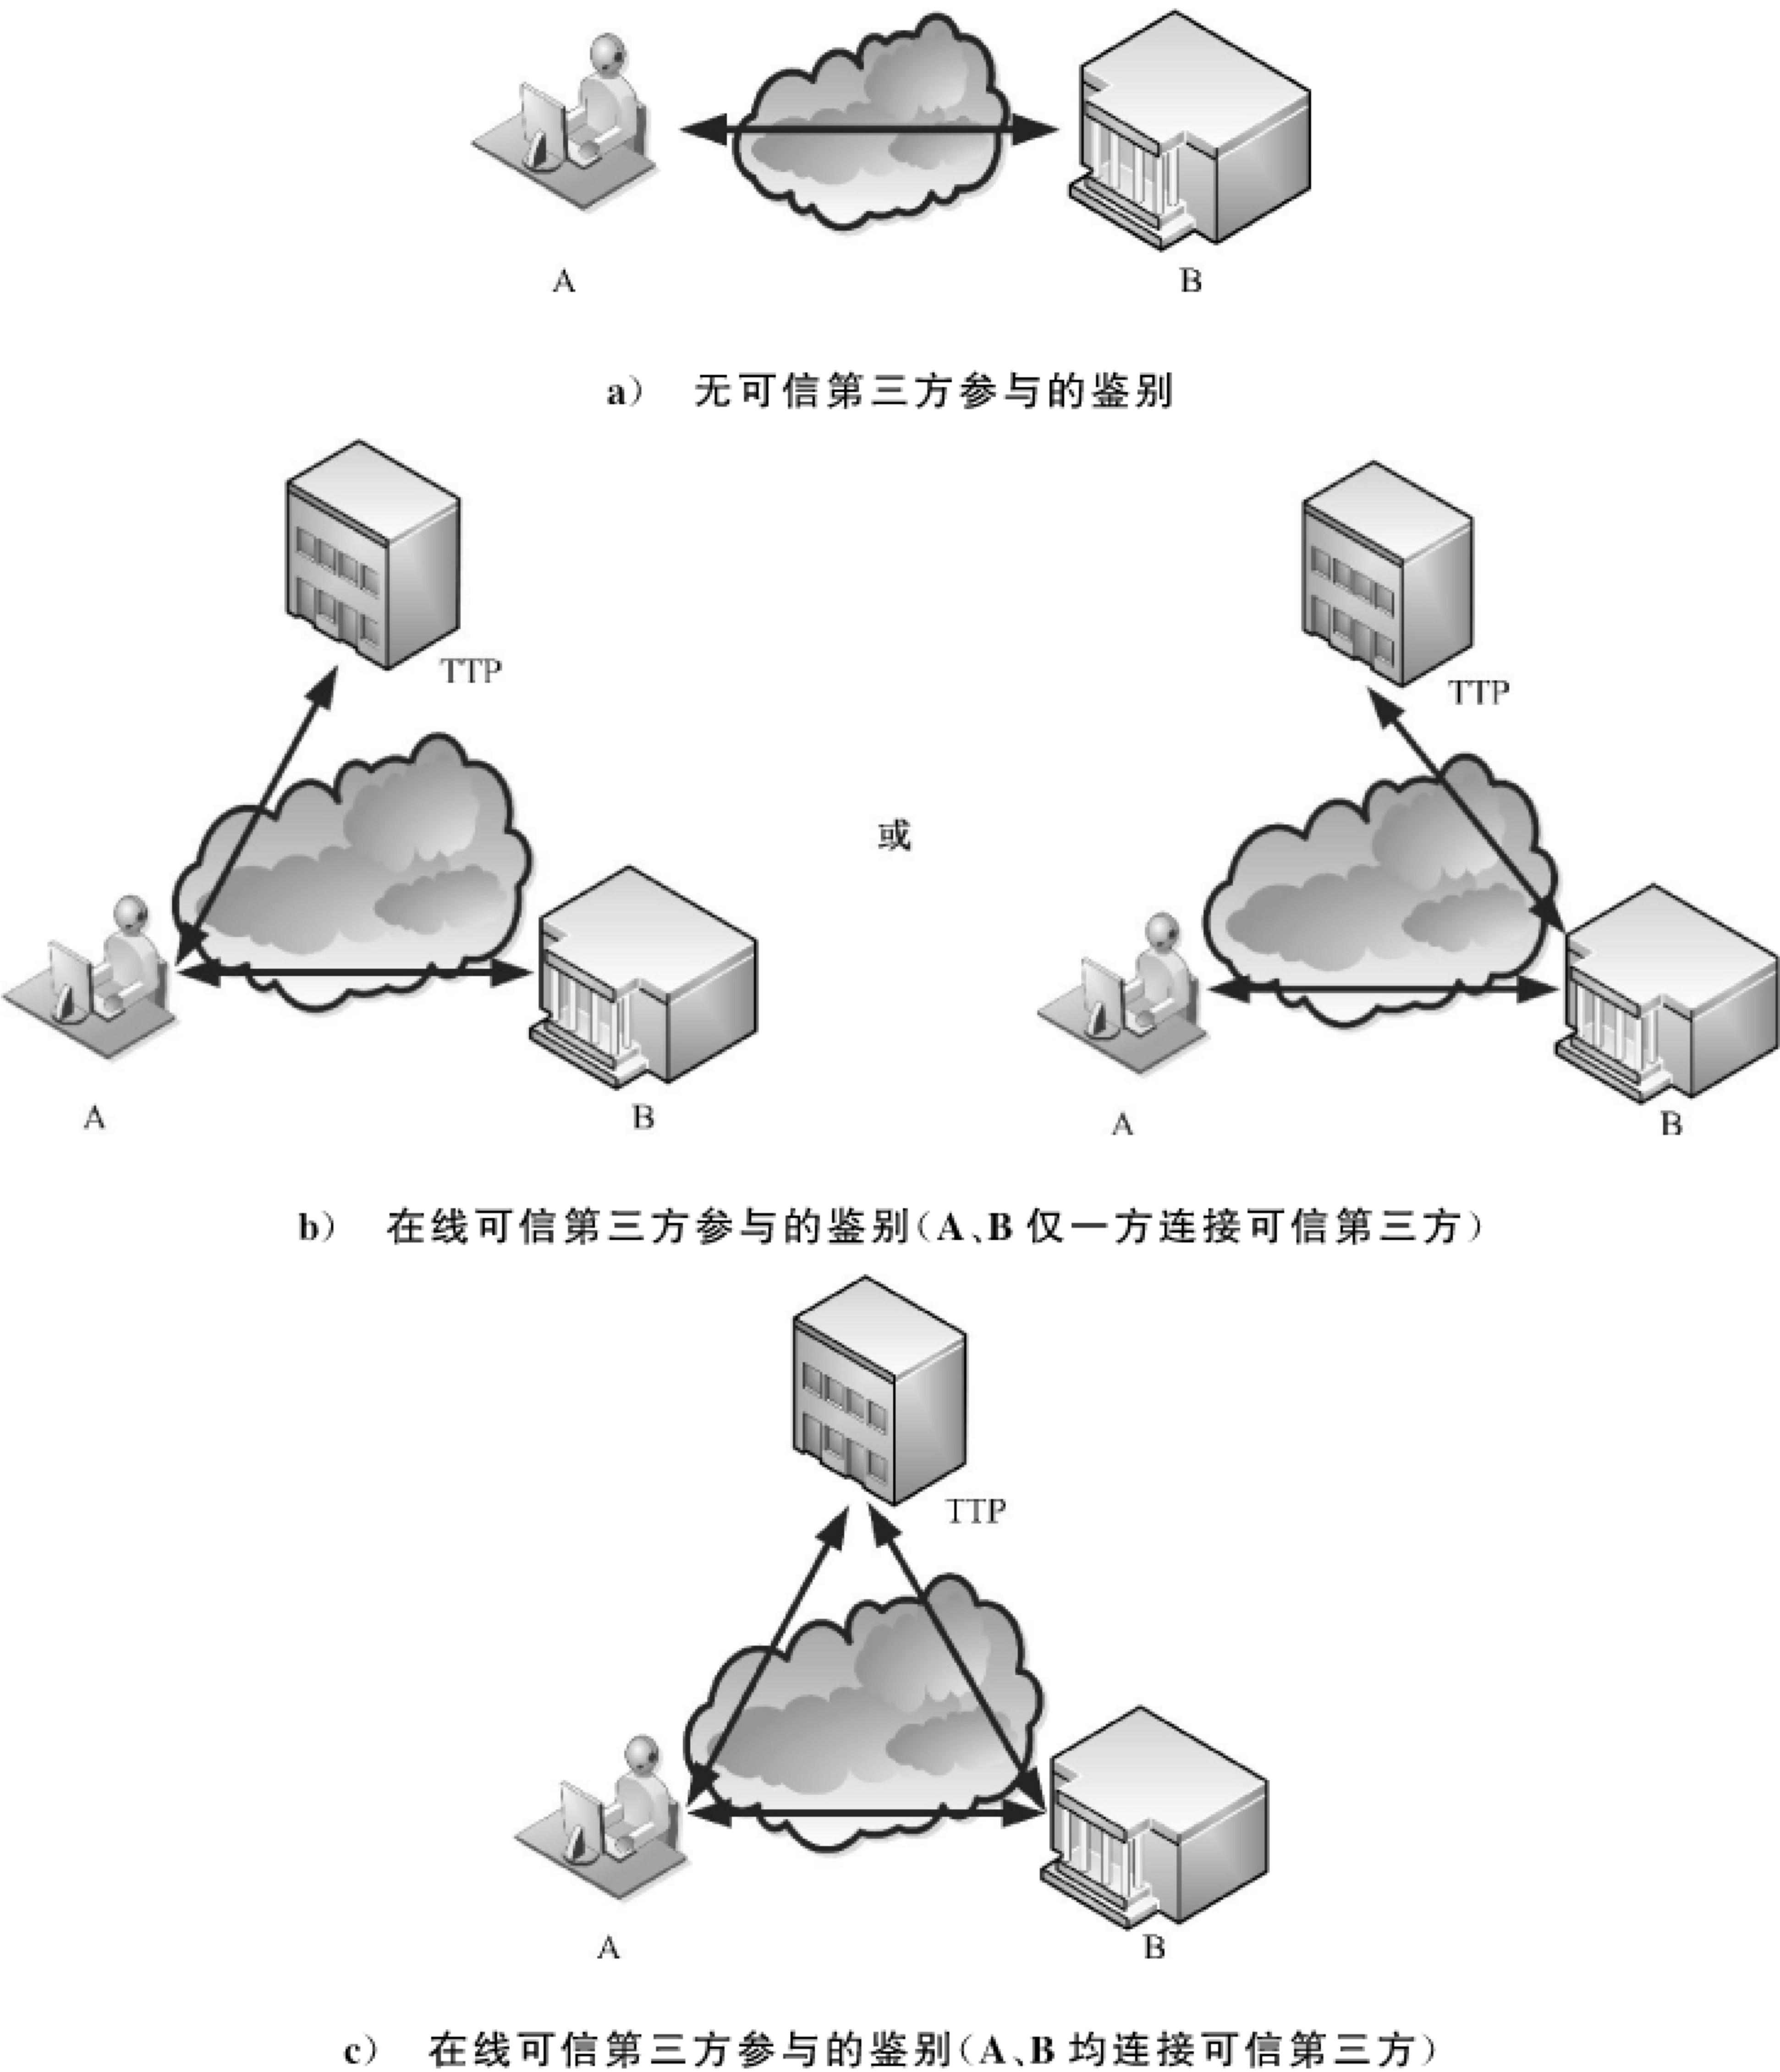 A B
a) 无可信第三方参与的鉴别
TTP
TTP
或
A B
A B
b) 在线可信第三方参与的鉴别(A、B 仅一方连接可信第三方)
TTP
A B
c) 在线可信第三方参与的鉴别(A、B 均连接可信第三方)